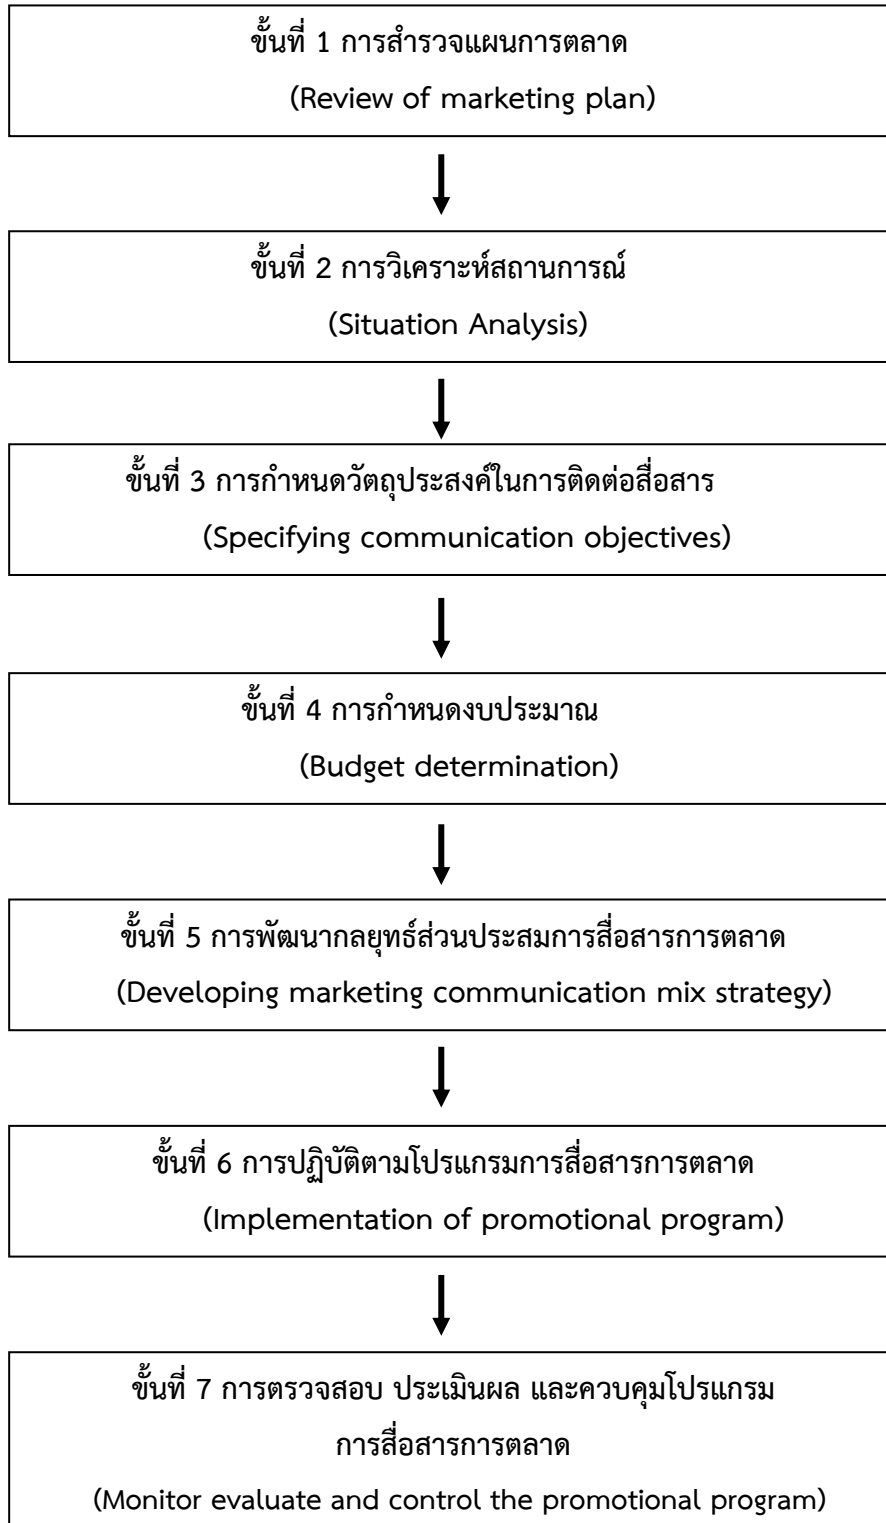 ขั้นที่ 1 การสำรวจแผนการตลาด
(Review of marketing plan)
ขั้นที่ 2 การวิเคราะห์สถานการณ์
(Situation Analysis)
ขั้นที่ 3 การกำหนดวัตถุประสงค์ในการติดต่อสื่อสาร
(Specifying communication objectives)
ขั้นที่ 4 การกำหนดงบประมาณ
(Budget determination)
ขั้นที่ 5 การพัฒนากลยุทธ์ส่วนประสมการสื่อสารการตลาด
(Developing marketing communication mix strategy)
ขั้นที่ 6 การปฏิบัติตามโปรแกรมการสื่อสารการตลาด
(Implementation of promotional program)
ขั้นที่ 7 การตรวจสอบ ประเมินผล และควบคุมโปรแกรม
การสื่อสารการตลาด
(Monitor evaluate and control the promotional program)